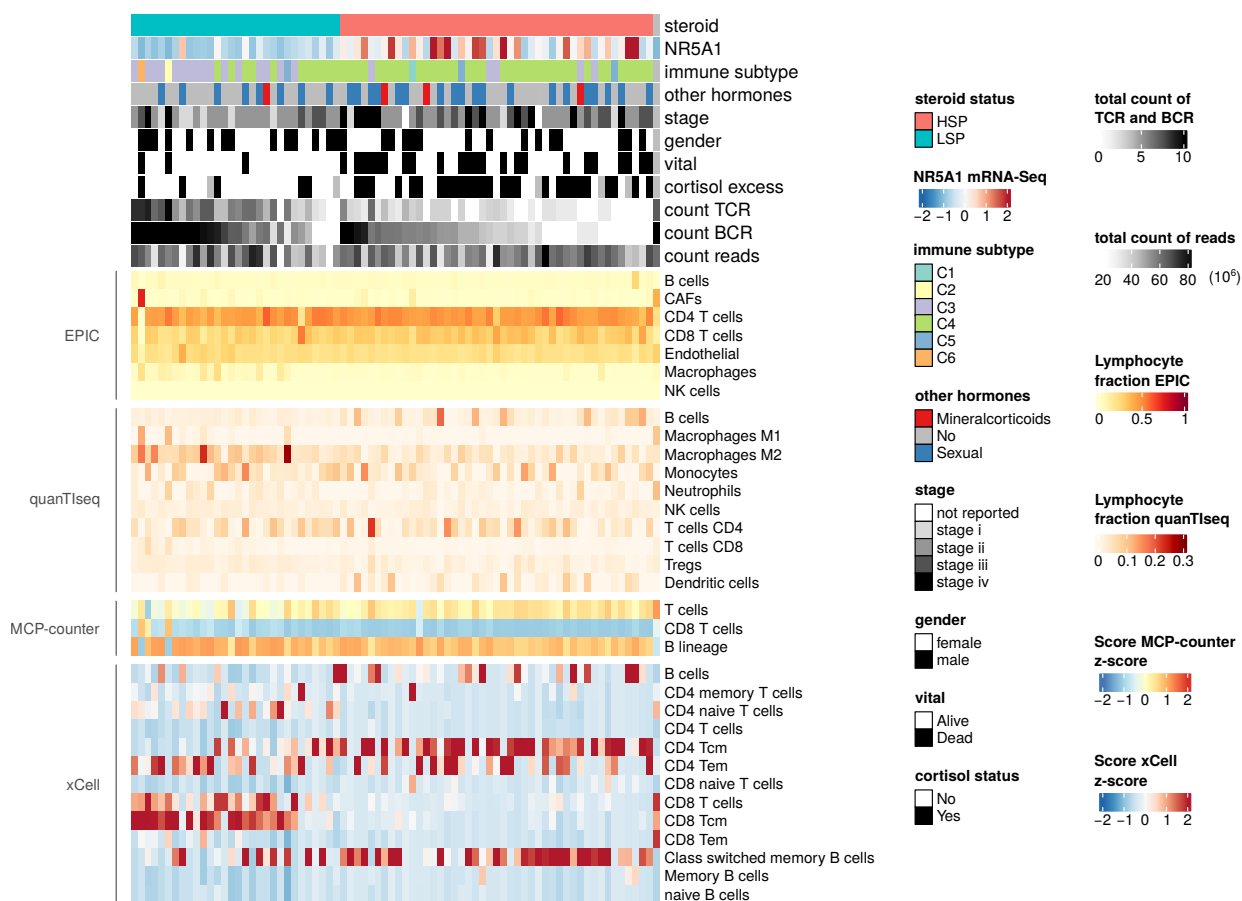 steroid
NR5A1
immune subtype
other hormones
stage
gender
vital
cortisol excess
count TCR
count BCR
count reads
EPIC
B cells
CAFs
CD4 T cells
CD8 T cells
Endothelial
Macrophages
NK cells
quanTIseq
B cells
Macrophages M1
Macrophages M2
Monocytes
Neutrophils
NK cells
T cells CD4
T cells CD8
Tregs
Dendritic cells
MCP-counter
T cells
CD8 T cells
B lineage
xCell
B cells
CD4 memory T cells
CD4 naive T cells
CD4 T cells
CD4 Tcm
CD4 Tem
CD8 naive T cells
CD8 T cells
CD8 Tcm
CD8 Tem
Class switched memory B cells
Memory B cells
naive B cells
steroid status
HSP
LSP
NR5A1 mRNA-Seq
−2 −1 0 1 2
immune subtype
C1
C2
C3
C4
C5
C6
other hormones
Mineralcorticoids
No
Sexual
stage
not reported
stage i
stage ii
stage iii
stage iv
gender
female
male
vital
Alive
Dead
cortisol status
No
Yes
total count of
TCR and BCR
0 5 10
total count of reads
20 40 60 80 (10⁶)
Lymphocyte
fraction EPIC
0 0.5 1
Lymphocyte
fraction quanTIseq
0 0.1 0.2 0.3
Score MCP-counter
z-score
−2 −1 0 1 2
Score xCell
z-score
−2 −1 0 1 2